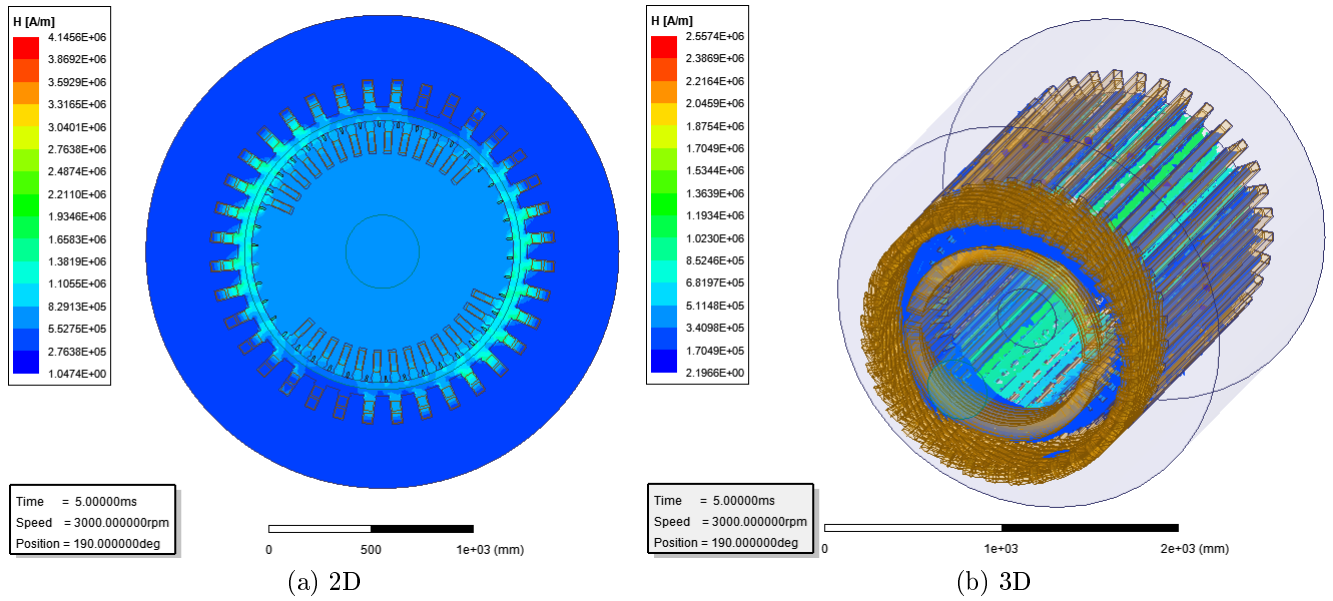 H [A/m]
4.1456E+06
3.8692E+06
3.5929E+06
3.3165E+06
3.0401E+06
2.7638E+06
2.4874E+06
2.2110E+06
1.9346E+06
1.6583E+06
1.3819E+06
1.1055E+06
8.2913E+05
5.5275E+05
2.7638E+05
1.0474E+00
Time = 5.00000ms
Speed = 3000.000000rpm
Position = 190.000000deg
0 500 1e+03 (mm)
(a) 2D
H [A/m]
2.5574E+06
2.3869E+06
2.2164E+06
2.0459E+06
1.8754E+06
1.7049E+06
1.5344E+06
1.3639E+06
1.1934E+06
1.0230E+06
8.5246E+05
6.8197E+05
5.1148E+05
3.4098E+05
1.7049E+05
2.1966E+00
Time = 5.00000ms
Speed = 3000.000000rpm
Position = 190.000000deg
0 1e+03 2e+03 (mm)
(b) 3D